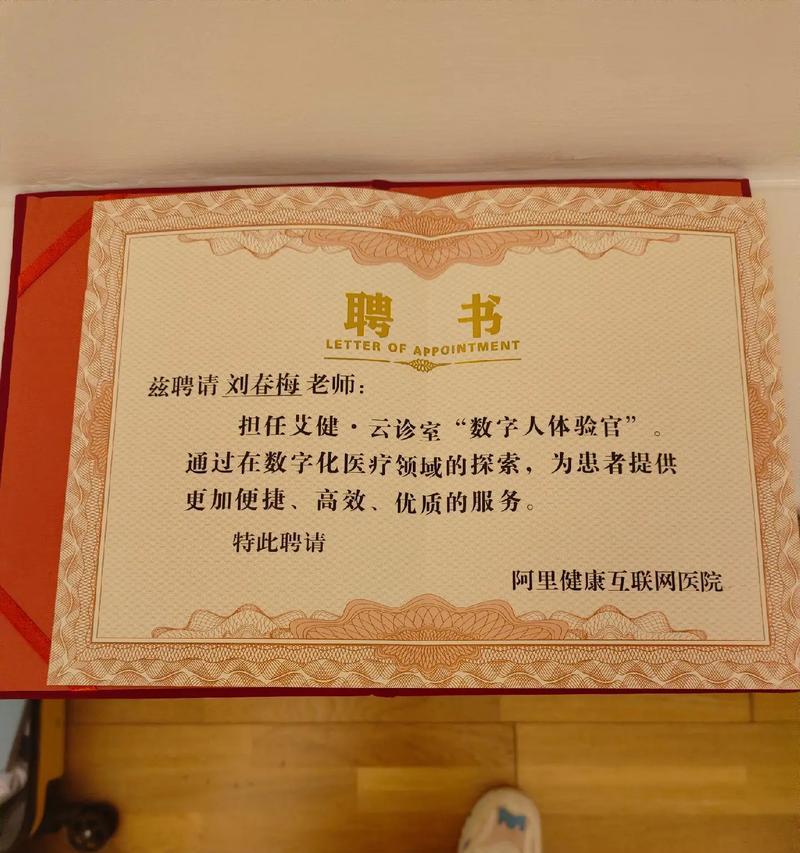 聘 书
LETTER OF APPOINTMENT
兹聘请 刘春梅 老师：
担任艾健·云诊室“数字人体验官”。
通过在数字化医疗领域的探索，为患者提供
更加便捷、高效、优质的服务。
特此聘请
阿里健康互联网医院